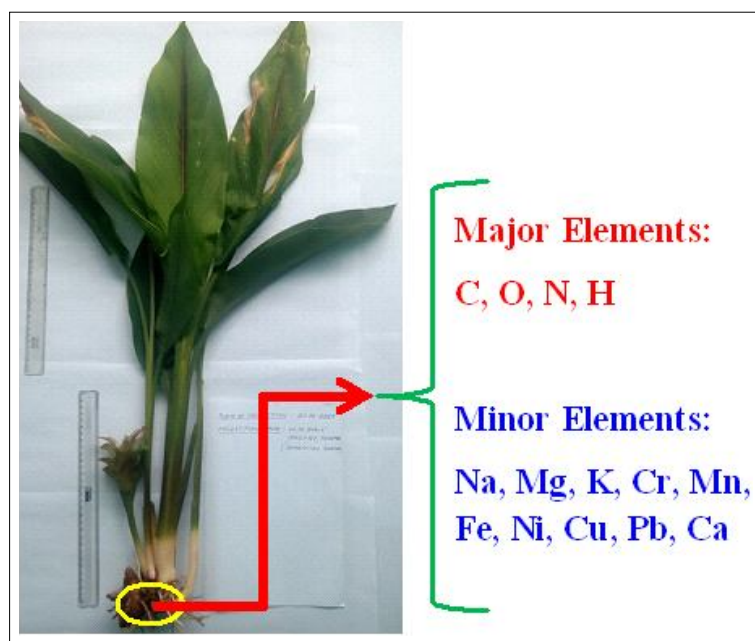 Major Elements:
C, O, N, H
Minor Elements:
Na, Mg, K, Cr, Mn,
Fe, Ni, Cu, Pb, Ca